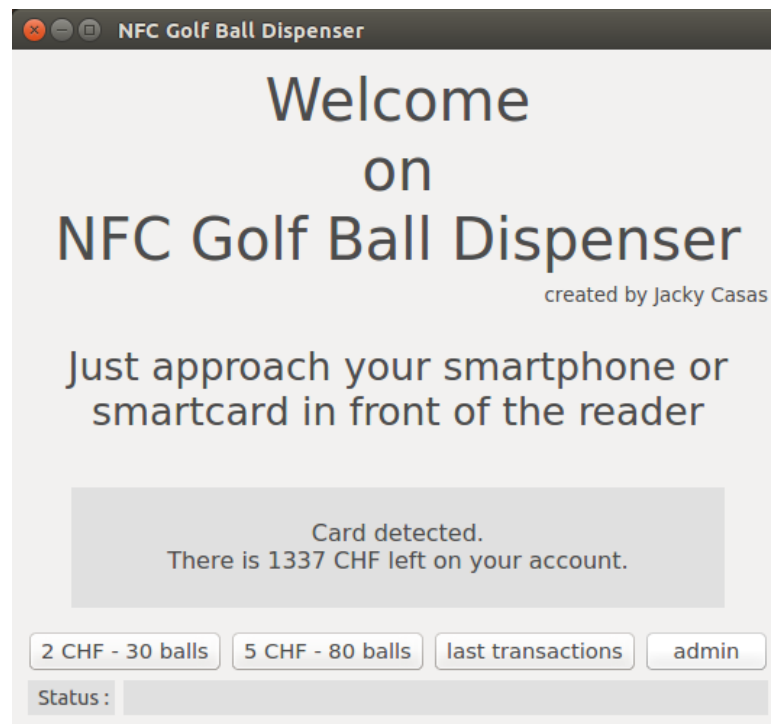 NFC Golf Ball Dispenser
Welcome
on
NFC Golf Ball Dispenser
created by Jacky Casas
Just approach your smartphone or
smartcard in front of the reader
Card detected.
There is 1337 CHF left on your account.
2 CHF - 30 balls 5 CHF - 80 balls last transactions admin
Status :